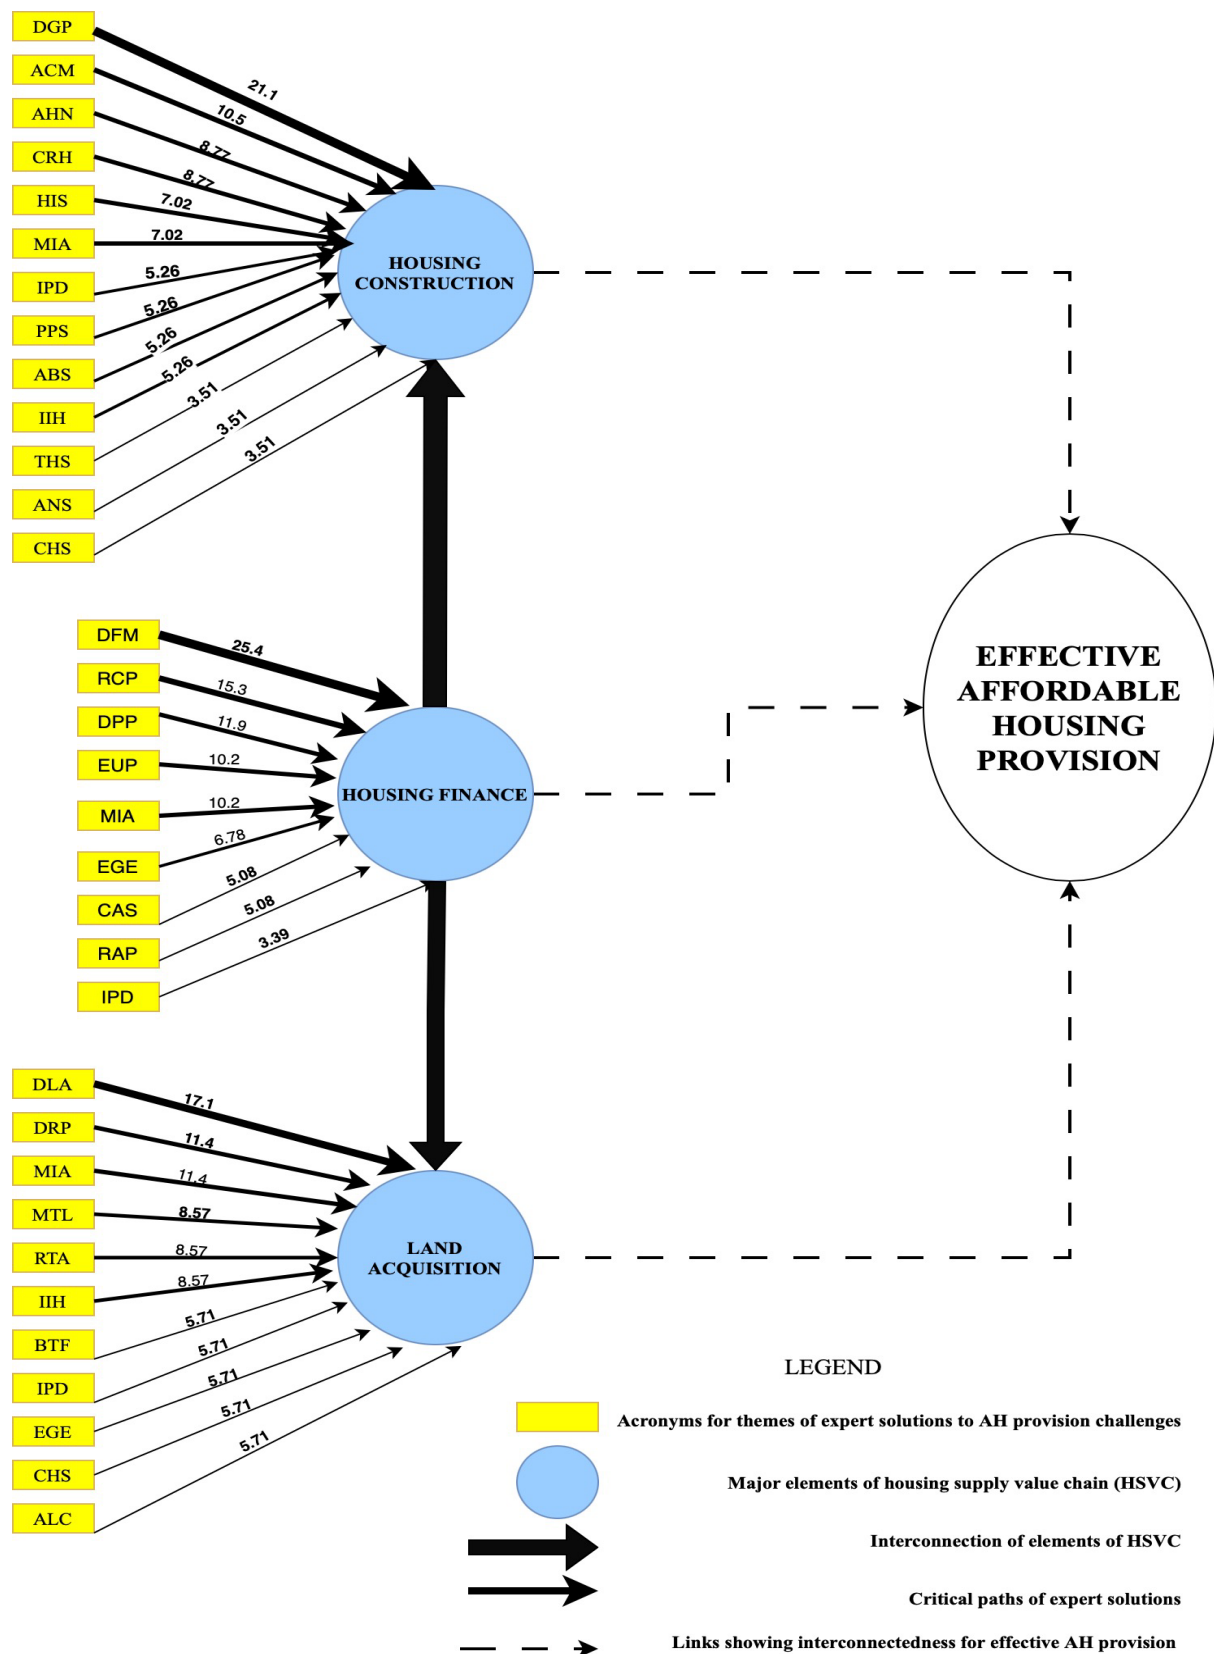 DGP
21.1
ACM
10.5
AHN
8.77
CRH
8.77
HIS
7.02
MIA
7.02
IPD
5.26
PPS
5.26
ABS
5.26
IIH
5.26
THS
3.51
ANS
3.51
CHS
3.51
HOUSING
CONSTRUCTION
DFM
25.4
RCP
15.3
DPP
11.9
EUP
10.2
MIA
10.2
EGE
6.78
CAS
5.08
RAP
5.08
IPD
3.39
HOUSING FINANCE
EFFECTIVE
AFFORDABLE
HOUSING
PROVISION
DLA
17.1
DRP
11.4
MIA
11.4
MTL
8.57
RTA
8.57
IIH
8.57
BTF
5.71
IPD
5.71
EGE
5.71
CHS
5.71
ALC
5.71
LAND
ACQUISITION
LEGEND
Acronyms for themes of expert solutions to AH provision challenges
Major elements of housing supply value chain (HSVC)
Interconnection of elements of HSVC
Critical paths of expert solutions
Links showing interconnectedness for effective AH provision